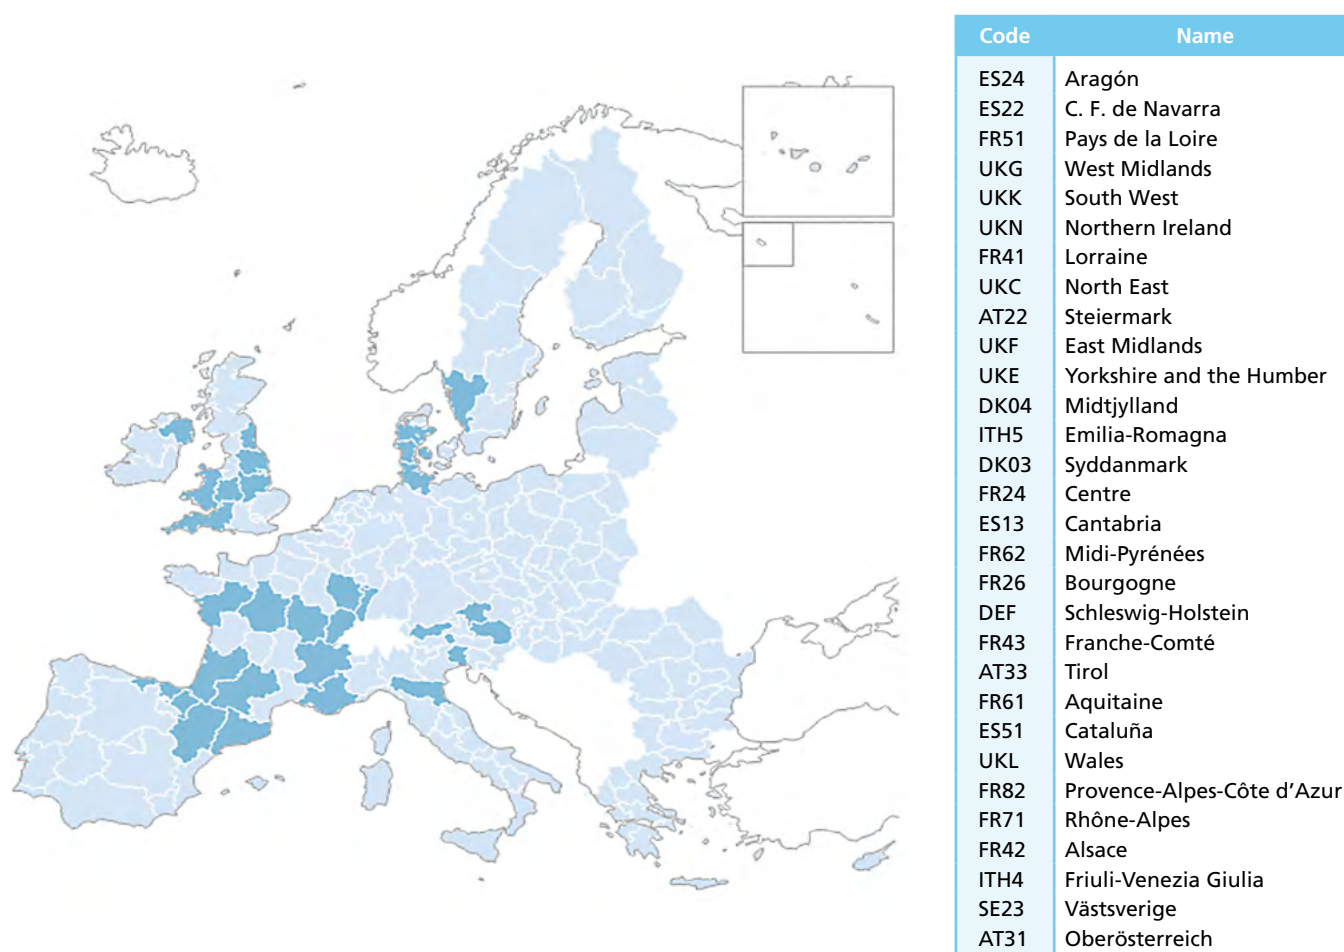 Code Name
ES24 Aragón
ES22 C. F. de Navarra
FR51 Pays de la Loire
UKG West Midlands
UKK South West
UKN Northern Ireland
FR41 Lorraine
UKC North East
AT22 Steiermark
UKF East Midlands
UKE Yorkshire and the Humber
DK04 Midtjylland
ITH5 Emilia-Romagna
DK03 Syddanmark
FR24 Centre
ES13 Cantabria
FR62 Midi-Pyrénées
FR26 Bourgogne
DEF Schleswig-Holstein
FR43 Franche-Comté
AT33 Tirol
FR61 Aquitaine
ES51 Cataluña
UKL Wales
FR82 Provence-Alpes-Côte d’Azur
FR71 Rhône-Alpes
FR42 Alsace
ITH4 Friuli-Venezia Giulia
SE23 Västsverige
AT31 Oberösterreich